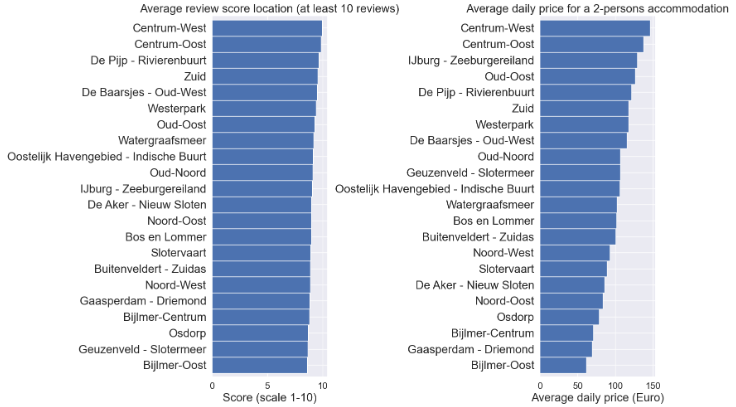 Average review score location (at least 10 reviews)
Centrum-West
Centrum-Oost
De Pijp - Rivierenbuurt
Zuid
De Baarsjes - Oud-West
Westerpark
Oud-Oost
Watergraafsmeer
Oostelijk Havengebied - Indische Buurt
Oud-Noord
IJburg - Zeeburgereiland
De Aker - Nieuw Sloten
Noord-Oost
Bos en Lommer
Slotervaart
Buitenveldert - Zuidas
Noord-West
Gaasperdam - Driemond
Bijlmer-Centrum
Osdorp
Geuzenveld - Slotermeer
Bijlmer-Oost
0 5 10
Score (scale 1-10)
Average daily price for a 2-persons accommodation
Centrum-West
Centrum-Oost
IJburg - Zeeburgereiland
Oud-Oost
De Pijp - Rivierenbuurt
Zuid
Westerpark
De Baarsjes - Oud-West
Oud-Noord
Geuzenveld - Slotermeer
Oostelijk Havengebied - Indische Buurt
Watergraafsmeer
Bos en Lommer
Buitenveldert - Zuidas
Noord-West
Slotervaart
De Aker - Nieuw Sloten
Noord-Oost
Osdorp
Bijlmer-Centrum
Gaasperdam - Driemond
Bijlmer-Oost
0 50 100 150
Average daily price (Euro)